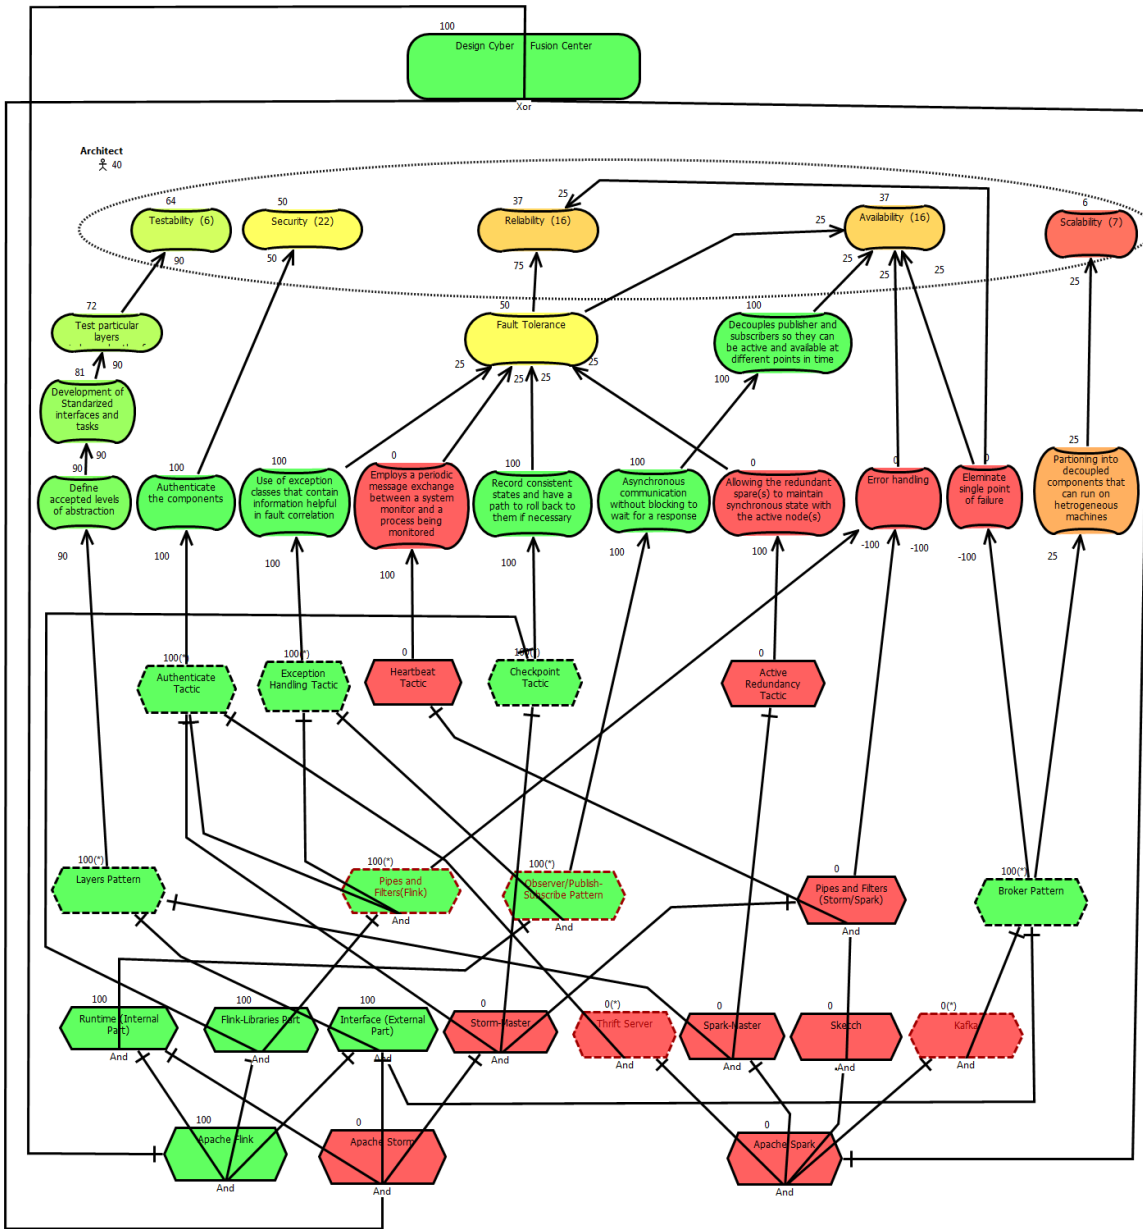 100
Design Cyber Fusion Center
Xor
Architect
40
64
50
37
37
6
25
Testability (6)
Security (22)
Reliability (16)
Availability (16)
Scalability (7)
25
90
50
75
25
25
25
25
72
50
100
Test particular
layers
Fault Tolerance
Decouples publisher and
subscribers so they can
be active and available at
different points in time
81
90
25
25
25
25
100
Development of
Standarized
interfaces and
tasks
90
90
100
100
0
100
100
0
0
0
25
Define
accepted levels
of abstraction
Authenticate
the components
Use of exception
classes that contain
information helpful
in fault correlation
Employs a periodic
message exchange
between a system
monitor and a
process being
monitored
Record consistent
states and have a
path to roll back to
them if necessary
Asynchronous
communication
without blocking to
wait for a response
Allowing the redundant
spare(s) to maintain
synchronous state with
the active node(s)
Error handling
Eleminate
single point
of failure
Partioning into
decoupled
components that
can run on
hetrogeneous
machines
90
100
100
100
100
100
100
-100
-100
-100
25
100(*)
100(*)
0
100(*)
0
Authenticate
Tactic
Exception
Handling Tactic
Heartbeat
Tactic
Checkpoint
Tactic
Active
Redundancy
Tactic
100(*)
100(*)
100(*)
0
100(*)
Layers Pattern
Pipes and
Filters(Flink)
And
Observer/Publish-
Subscribe Pattern
And
Pipes and Filters
(Storm/Spark)
And
Broker Pattern
100
100
100
0
0(*)
0
0
0(*)
Runtime (Internal
Part)
And
Flink-Libraries Part
And
Interface (External
Part)
And
Storm-Master
And
Thrift Server
And
Spark-Master
And
Sketch
And
Kafka
And
100
0
0
Apache Flink
And
Apache Storm
And
Apache Spark
And